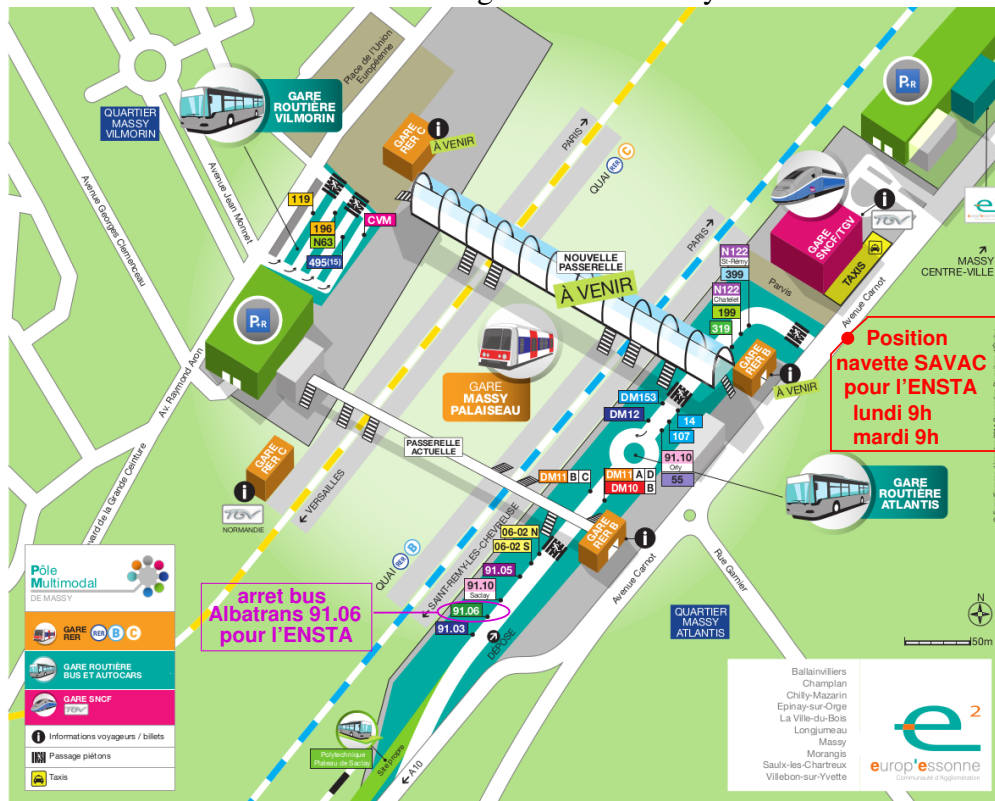 Place de l'Union
Européenne
GARE
ROUTIÈRE
VILMORIN
QUARTIER
MASSY
VILMORIN
GARE
RER C
À VENIR
PARIS
QUAI RER C
P+R
Avenue Georges Clemenceau
Avenue Jean Monnet
119
196
N63
495(15)
CVM
NOUVELLE
PASSERELLE
À VENIR
PARIS
N122
St-Rémy
399
N122
Chatelet
199
319
GARE
SNCF/TGV
TGV
TAXIS
Parvis
Avenue Carnot
MASSY
CENTRE-VILLE
P+R
Av. Raymond Aron
GARE
MASSY
PALAISEAU
GARE
RER B
À VENIR
Position
navette SAVAC
pour l'ENSTA
lundi 9h
mardi 9h
DM153
DM12
14
107
91.10
Orly
55
PASSERELLE
ACTUELLE
GARE
RER C
TGV
NORMANDIE
VERSAILLES
DM11 B C
DM11 A D
DM10 B
GARE
ROUTIÈRE
ATLANTIS
06-02 N
06-02 S
GARE
RER B
SAINT-REMY-LES-CHEVREUSE
QUAI RER B
91.05
91.10
Saclay
91.06
91.03
DÉPOSE
Avenue Carnot
Rue Garnier
arret bus
Albatrans 91.06
pour l'ENSTA
QUARTIER
MASSY
ATLANTIS
N
50m
Pôle
Multimodal
DE MASSY
GARE
RER RER B C
GARE ROUTIÈRE
BUS ET AUTOCARS
GARE SNCF
TGV
Informations voyageurs / billets
Passage piétons
Taxis
Polytechnique
Plateau de Saclay
Site propre
A10
Ballainvilliers
Champlan
Chilly-Mazarin
Epinay-sur-Orge
La Ville-du-Bois
Longjumeau
Massy
Morangis
Saulx-les-Chartreux
Villebon-sur-Yvette
e2
europ'essonne
Communauté d'Agglomération